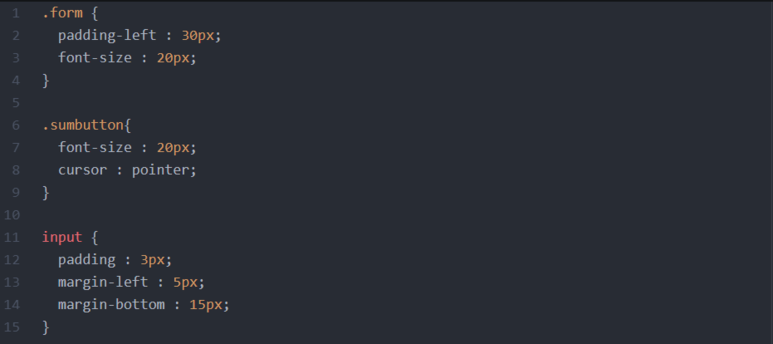 1 .form {
2 padding-left : 30px;
3 font-size : 20px;
4 }
5
6 .sumbutton{
7 font-size : 20px;
8 cursor : pointer;
9 }
10
11 input {
12 padding : 3px;
13 margin-left : 5px;
14 margin-bottom : 15px;
15 }